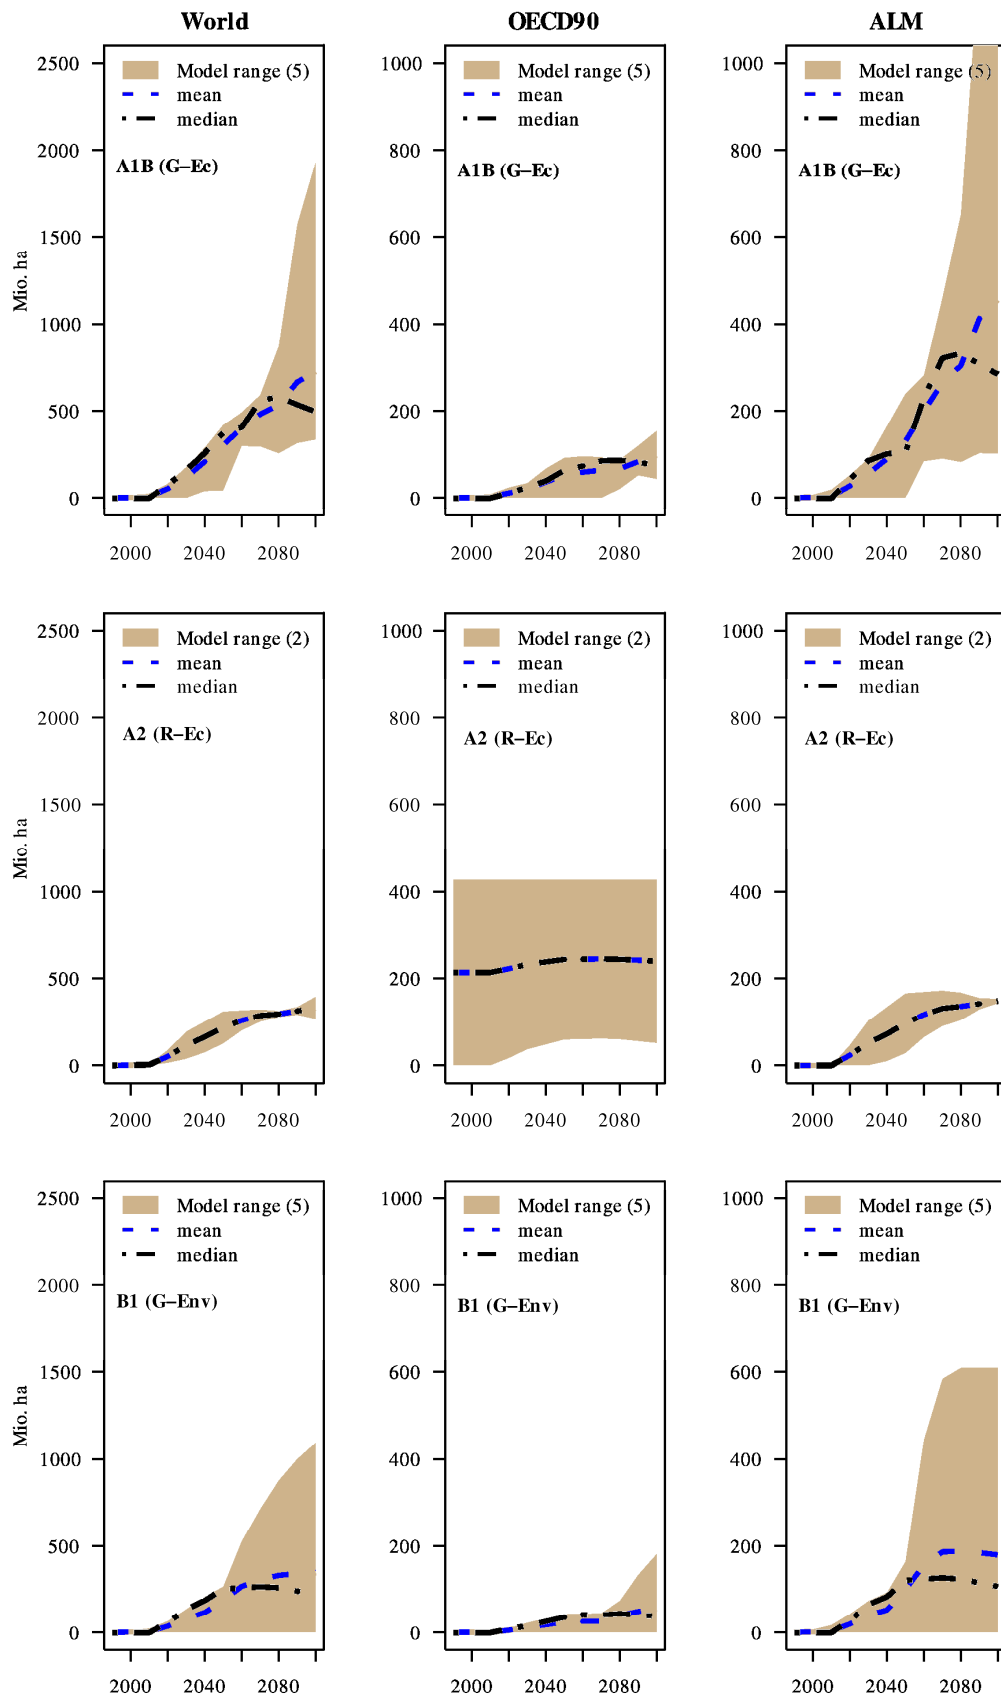 World OECD90 ALM
2500 1000 1000
Model range (5) Model range (5) Model range (5)
mean mean mean
median median median
2000 800 800
A1B (G–Ec) A1B (G–Ec) A1B (G–Ec)
1500 600 600
Mio. ha
1000 400 400
500 200 200
0 0 0
2000 2040 2080 2000 2040 2080 2000 2040 2080
2500 1000 1000
Model range (2) Model range (2) Model range (2)
mean mean mean
median median median
2000 800 800
A2 (R–Ec) A2 (R–Ec) A2 (R–Ec)
1500 600 600
Mio. ha
1000 400 400
500 200 200
0 0 0
2000 2040 2080 2000 2040 2080 2000 2040 2080
2500 1000 1000
Model range (5) Model range (5) Model range (5)
mean mean mean
median median median
2000 800 800
B1 (G–Env) B1 (G–Env) B1 (G–Env)
1500 600 600
Mio. ha
1000 400 400
500 200 200
0 0 0
2000 2040 2080 2000 2040 2080 2000 2040 2080